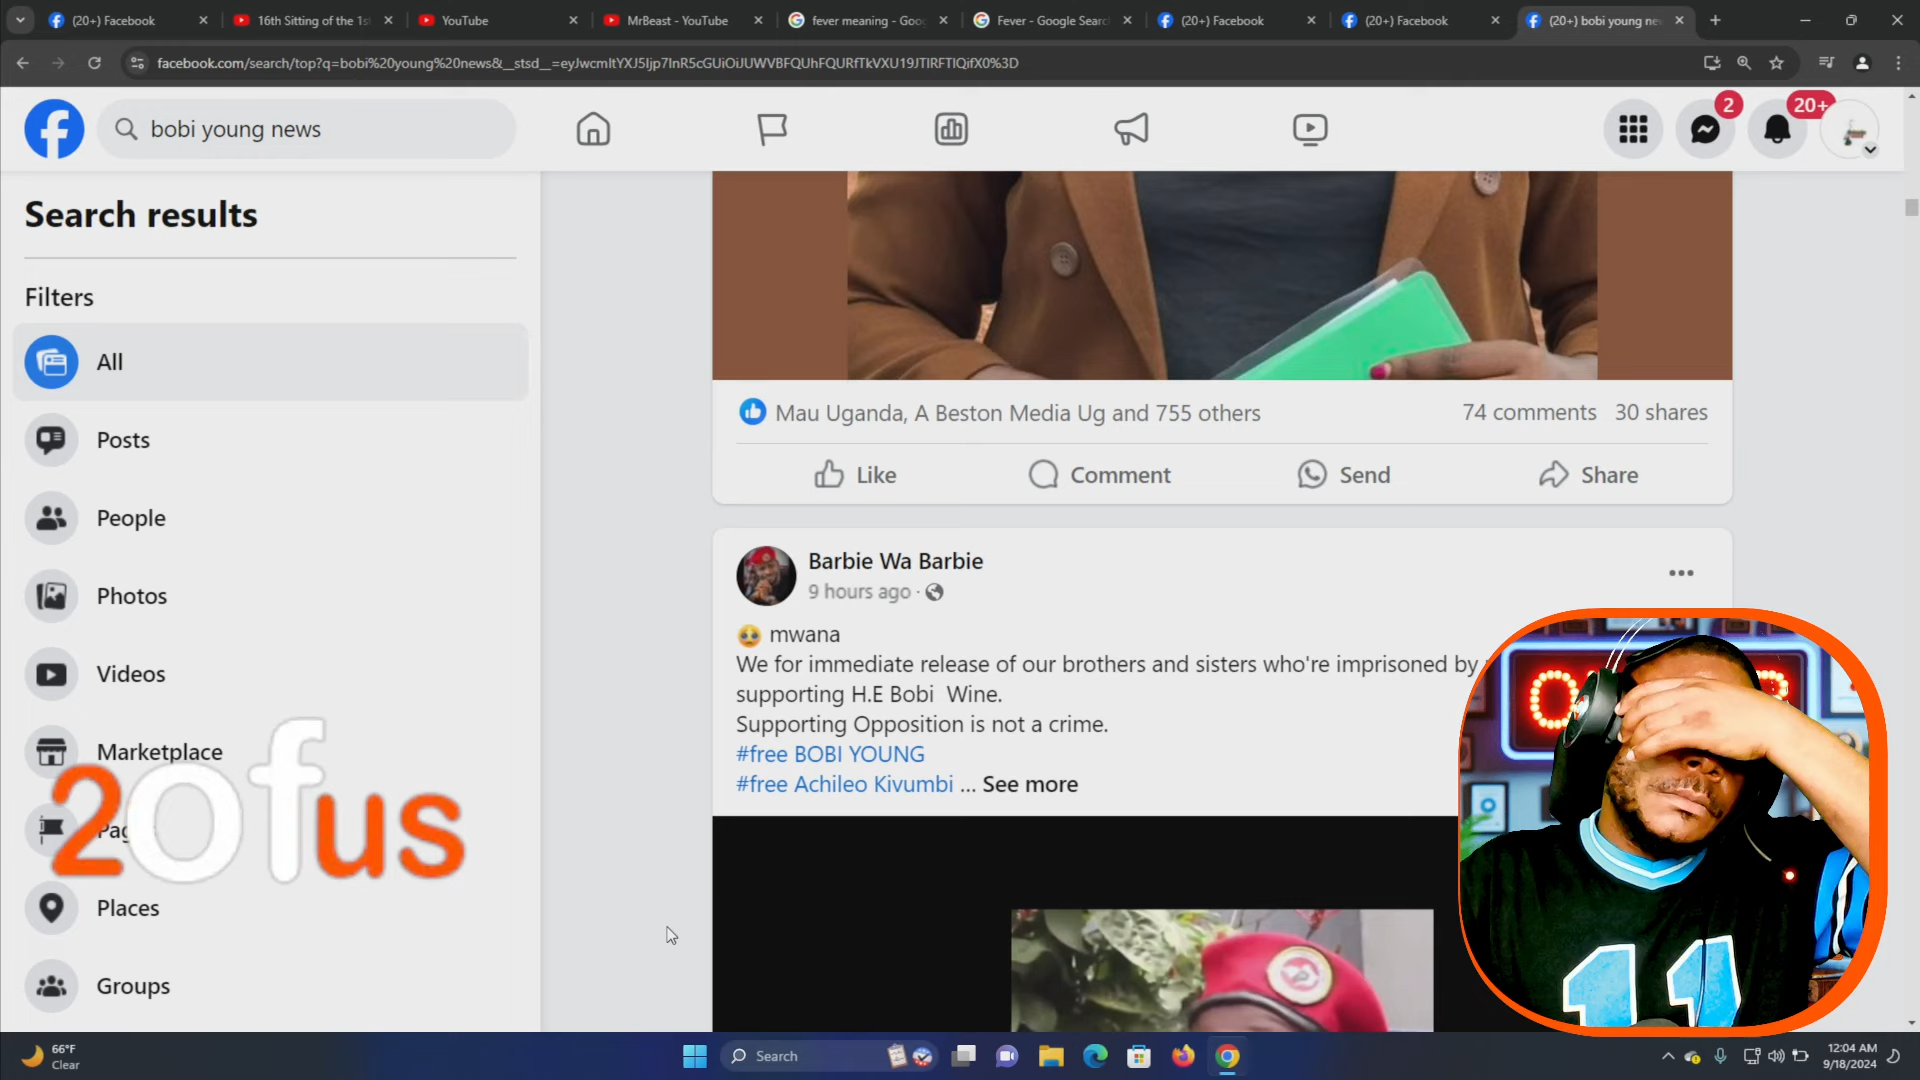 (20+) Facebook
16th Sitting of the 1s
YouTube
MrBeast - YouTube
fever meaning - Goog
Fever - Google Search
(20+) Facebook
(20+) Facebook
(20+) bobi young ne
facebook.com/search/top?q=bobi%20young%20news&__stsd__=
bobi young news
2
20+
Search results
Filters
All
Posts
People
Photos
Videos
Marketplace
Places
Groups
2Ofus
Mau Uganda, A Beston Media Ug and 755 others
74 comments 30 shares
Like
Comment
Send
Share
Barbie Wa Barbie
9 hours ago ·
mwana
We for immediate release of our brothers and sisters who're imprisoned by
supporting H.E Bobi Wine.
Supporting Opposition is not a crime.
#free BOBI YOUNG
#free Achileo Kivumbi ... See more
11
66°F
Clear
Search
12:04 AM
9/18/2024